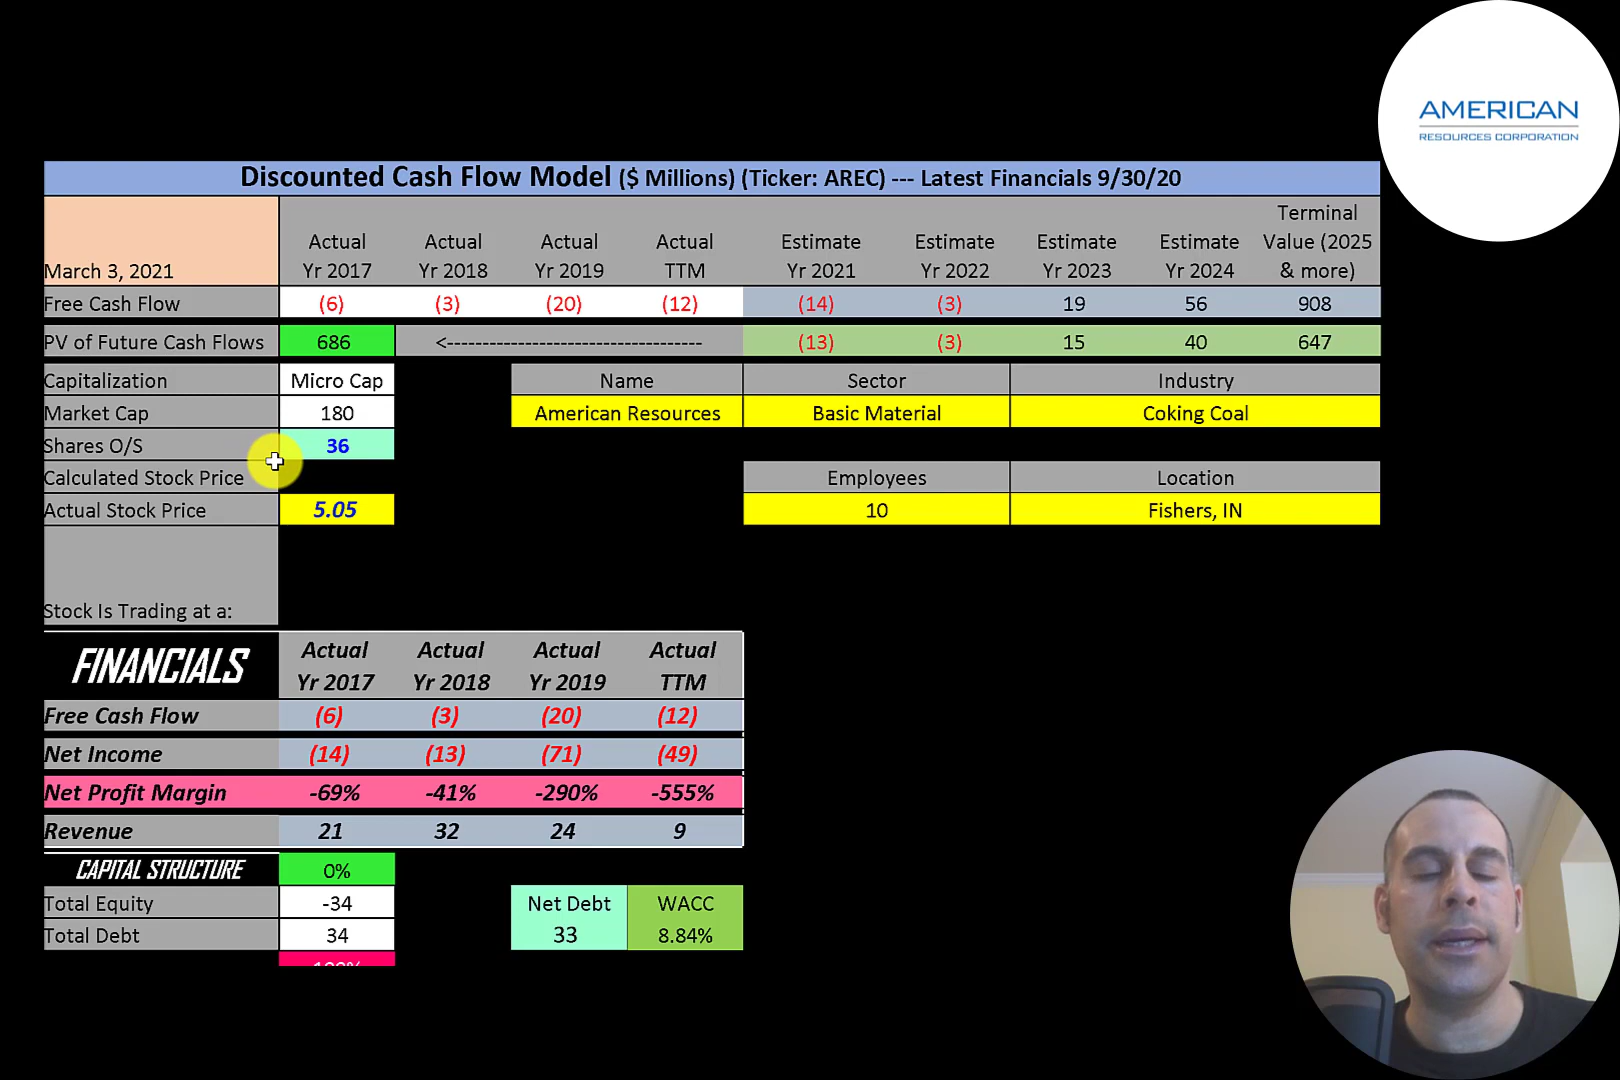 AMERICAN
RESOURCES CORPORATION
Discounted Cash Flow Model ($ Millions) (Ticker: AREC) --- Latest Financials 9/30/20
March 3, 2021 Actual Yr 2017 Actual Yr 2018 Actual Yr 2019 Actual TTM Estimate Yr 2021 Estimate Yr 2022 Estimate Yr 2023 Estimate Yr 2024 Terminal Value (2025 & more)
Free Cash Flow (6) (3) (20) (12) (14) (3) 19 56 908
PV of Future Cash Flows 686 <----------------------------------- (13) (3) 15 40 647
Capitalization Micro Cap Name Sector Industry
Market Cap 180 American Resources Basic Material Coking Coal
Shares O/S 36
Calculated Stock Price Employees Location
Actual Stock Price 5.05 10 Fishers, IN
Stock Is Trading at a:
FINANCIALS Actual Yr 2017 Actual Yr 2018 Actual Yr 2019 Actual TTM
Free Cash Flow (6) (3) (20) (12)
Net Income (14) (13) (71) (49)
Net Profit Margin -69% -41% -290% -555%
Revenue 21 32 24 9
CAPITAL STRUCTURE 0%
Total Equity -34 Net Debt WACC
Total Debt 34 33 8.84%